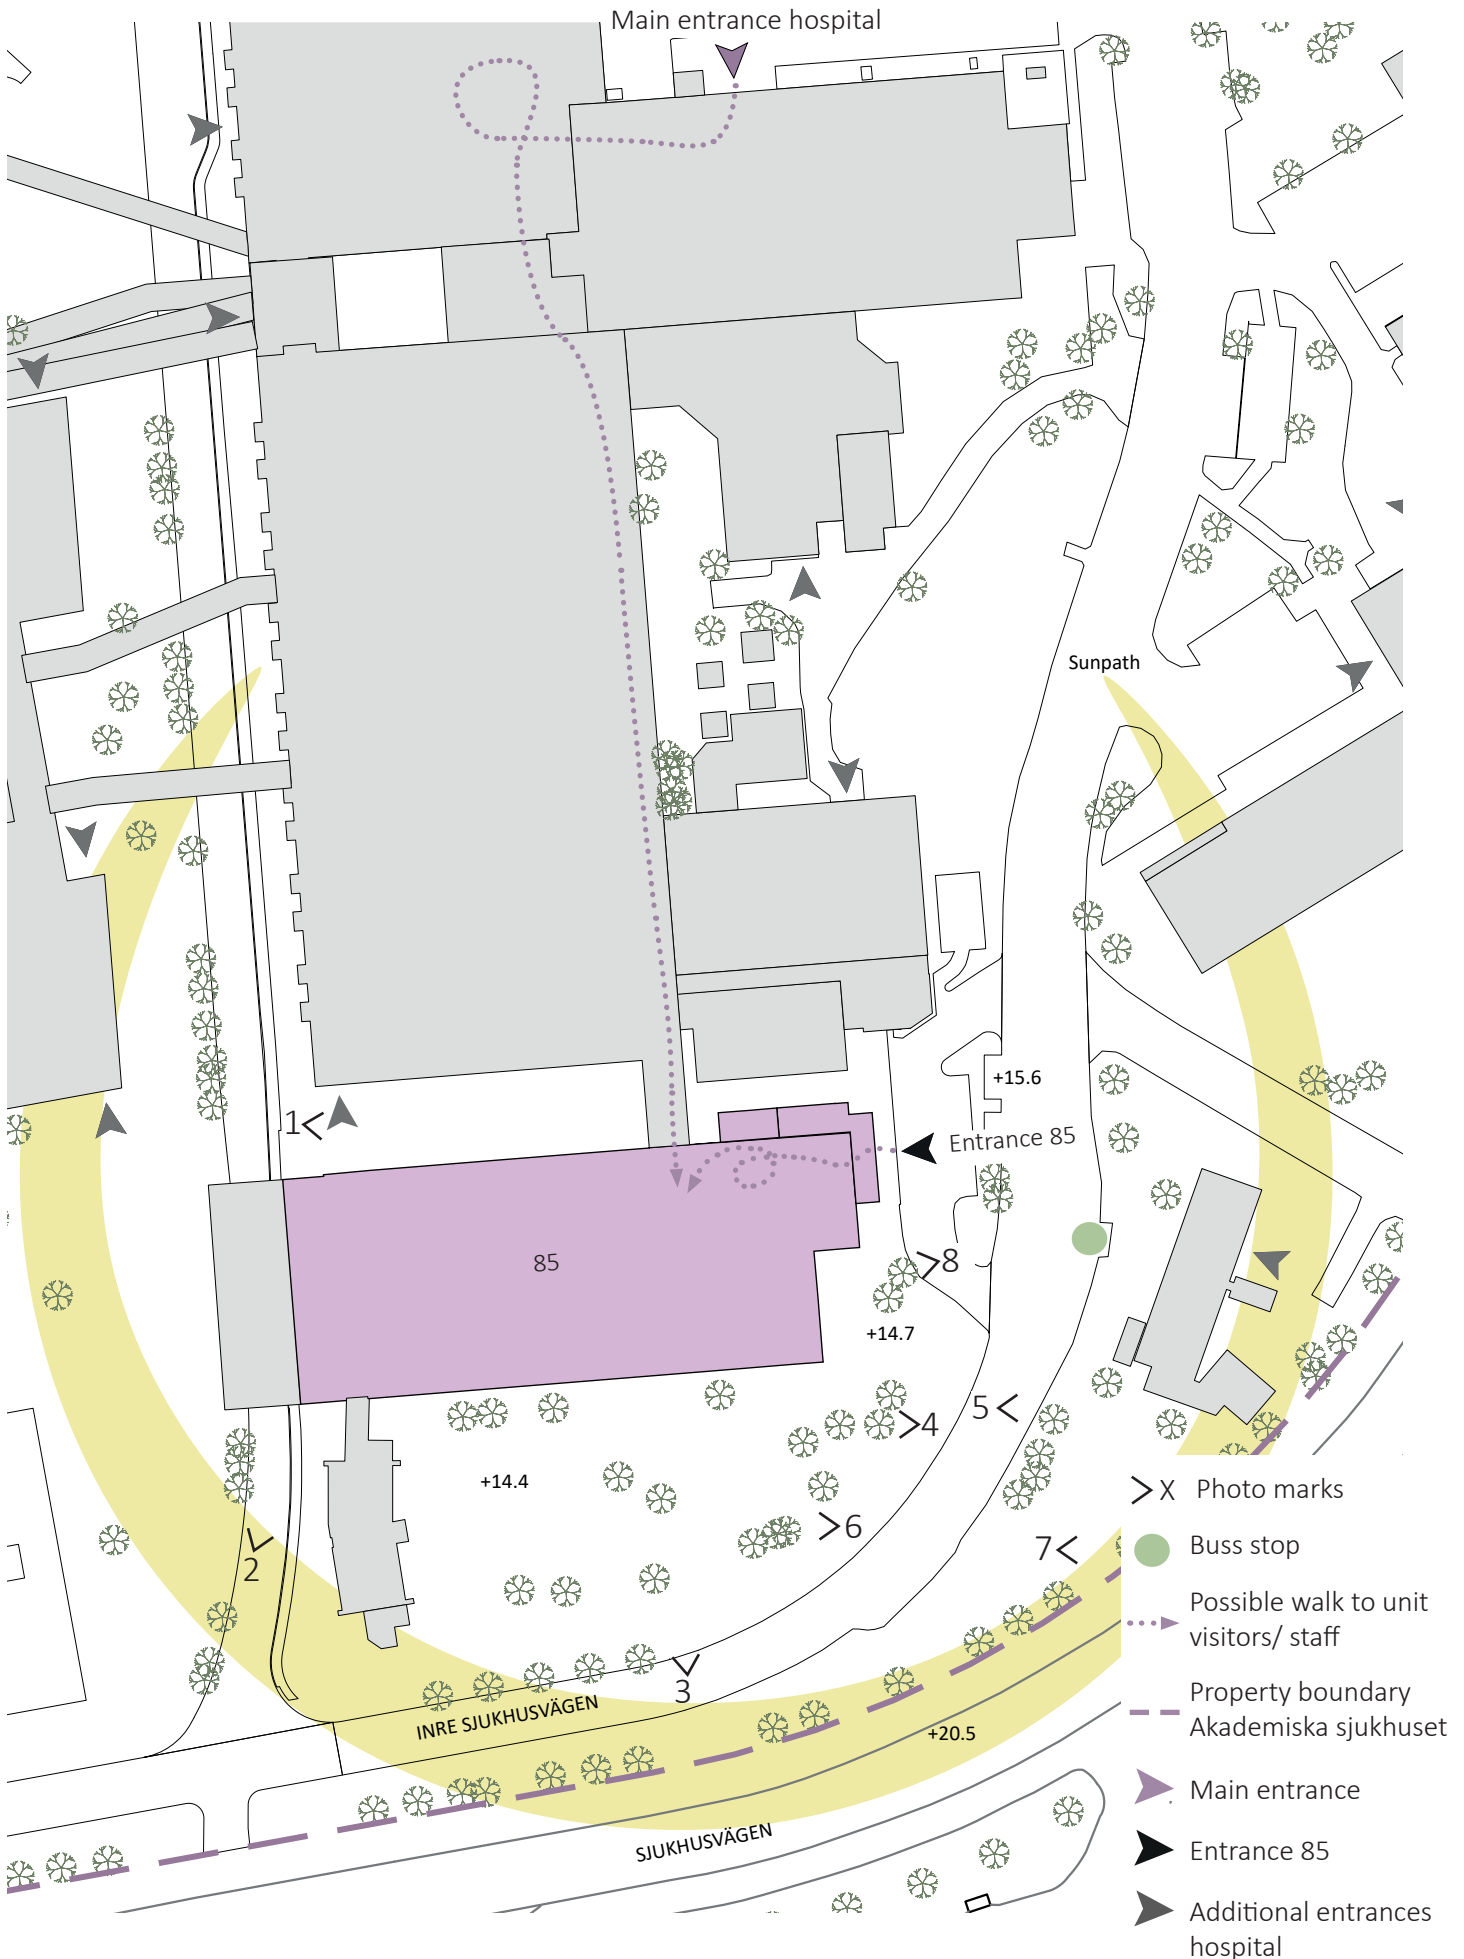 Main entrance hospital
Sunpath
+15.6
1
Entrance 85
85
8
+14.7
5
4
+14.4
6
7
2
3
INRE SJUKHUSVÄGEN
+20.5
SJUKHUSVÄGEN
X Photo marks
Buss stop
Possible walk to unit
visitors/ staff
Property boundary
Akademiska sjukhuset
Main entrance
Entrance 85
Additional entrances
hospital